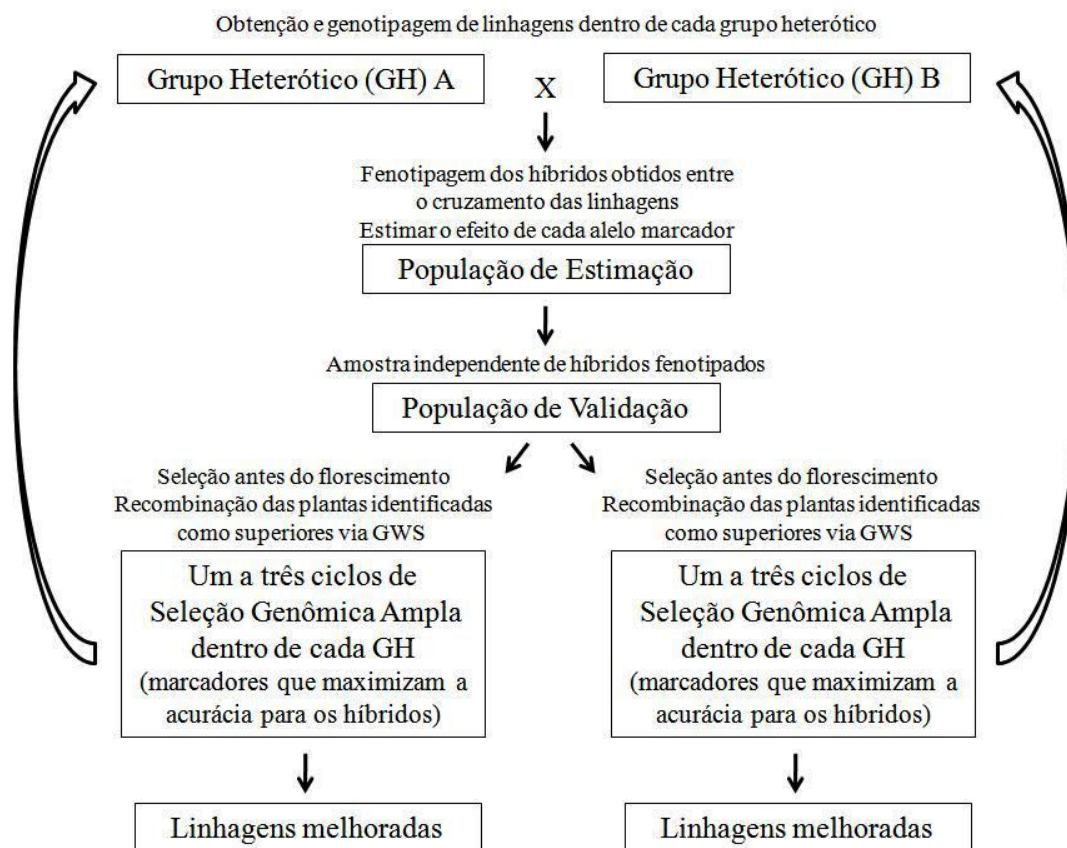 Obtenção e genotipagem de linhagens dentro de cada grupo heterótico
Grupo Heterótico (GH) A
X
Grupo Heterótico (GH) B
Fenotipagem dos híbridos obtidos entre
o cruzamento das linhagens
Estimar o efeito de cada alelo marcador
População de Estimação
Amostra independente de híbridos fenotipados
População de Validação
Seleção antes do florescimento
Recombinação das plantas identificadas
como superiores via GWS
Um a três ciclos de
Seleção Genômica Ampla
dentro de cada GH
(marcadores que maximizam a
acurácia para os híbridos)
Linhagens melhoradas
Seleção antes do florescimento
Recombinação das plantas identificadas
como superiores via GWS
Um a três ciclos de
Seleção Genômica Ampla
dentro de cada GH
(marcadores que maximizam a
acurácia para os híbridos)
Linhagens melhoradas